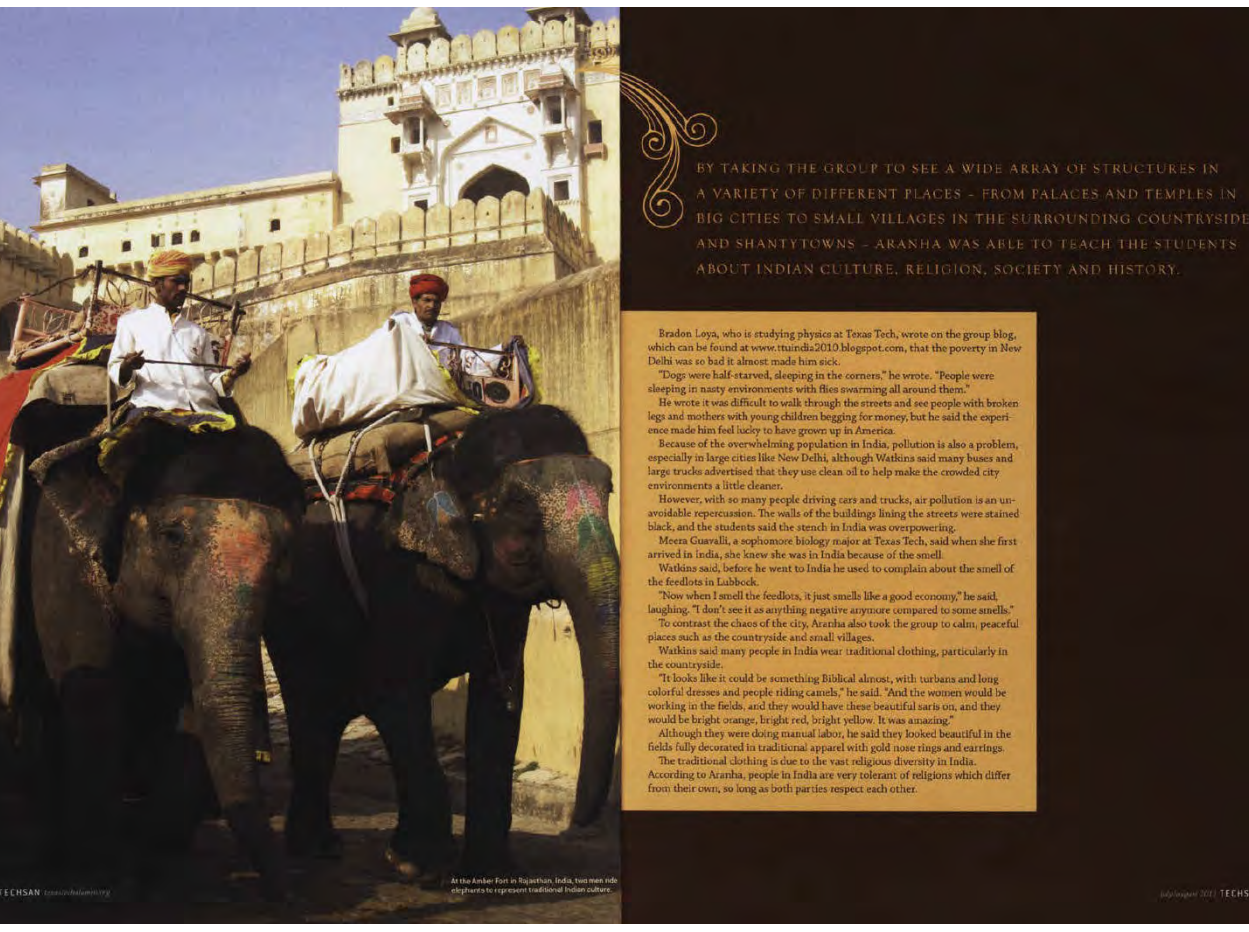 BY TAKING THE GROUP TO SEE A WIDE ARRAY OF STRUCTURES IN
A VARIETY OF DIFFERENT PLACES – FROM PALACES AND TEMPLES IN
BIG CITIES TO SMALL VILLAGES IN THE SURROUNDING COUNTRYSIDE
AND SHANTYTOWNS – ARANHA WAS ABLE TO TEACH THE STUDENTS
ABOUT INDIAN CULTURE, RELIGION, SOCIETY AND HISTORY.
Bradon Loya, who is studying physics at Texas Tech, wrote on the group blog,
which can be found at www.ttuindia2010.blogspot.com, that the poverty in New
Delhi was so bad it almost made him sick.
"Dogs were half-starved, sleeping in the corners," he wrote. "People were
sleeping in nasty environments with flies swarming all around them."
He wrote it was difficult to walk through the streets and see people with broken
legs and mothers with young children begging for money, but he said the experi-
ence made him feel lucky to have grown up in America.
Because of the overwhelming population in India, pollution is also a problem,
especially in large cities like New Delhi, although Watkins said many buses and
large trucks advertised that they use clean oil to help make the crowded city
environments a little cleaner.
However, with so many people driving cars and trucks, air pollution is an un-
avoidable repercussion. The walls of the buildings lining the streets were stained
black, and the students said the stench in India was overpowering.
Meera Guavalli, a sophomore biology major at Texas Tech, said when she first
arrived in India, she knew she was in India because of the smell.
Watkins said, before he went to India he used to complain about the smell of
the feedlots in Lubbock.
"Now when I smell the feedlots, it just smells like a good economy," he said,
laughing. "I don't see it as anything negative anymore compared to some smells."
To contrast the chaos of the city, Aranha also took the group to calm, peaceful
places such as the countryside and small villages.
Watkins said many people in India wear traditional clothing, particularly in
the countryside.
"It looks like it could be something Biblical almost, with turbans and long
colorful dresses and people riding camels," he said. "And the women would be
working in the fields, and they would have these beautiful saris on, and they
would be bright orange, bright red, bright yellow. It was amazing."
Although they were doing manual labor, he said they looked beautiful in the
fields fully decorated in traditional apparel with gold nose rings and earrings.
The traditional clothing is due to the vast religious diversity in India.
According to Aranha, people in India are very tolerant of religions which differ
from their own, so long as both parties respect each other.
At the Amber Fort in Rajasthan, India, two men ride
elephants to represent traditional Indian culture.
TECHSAN
TECHS